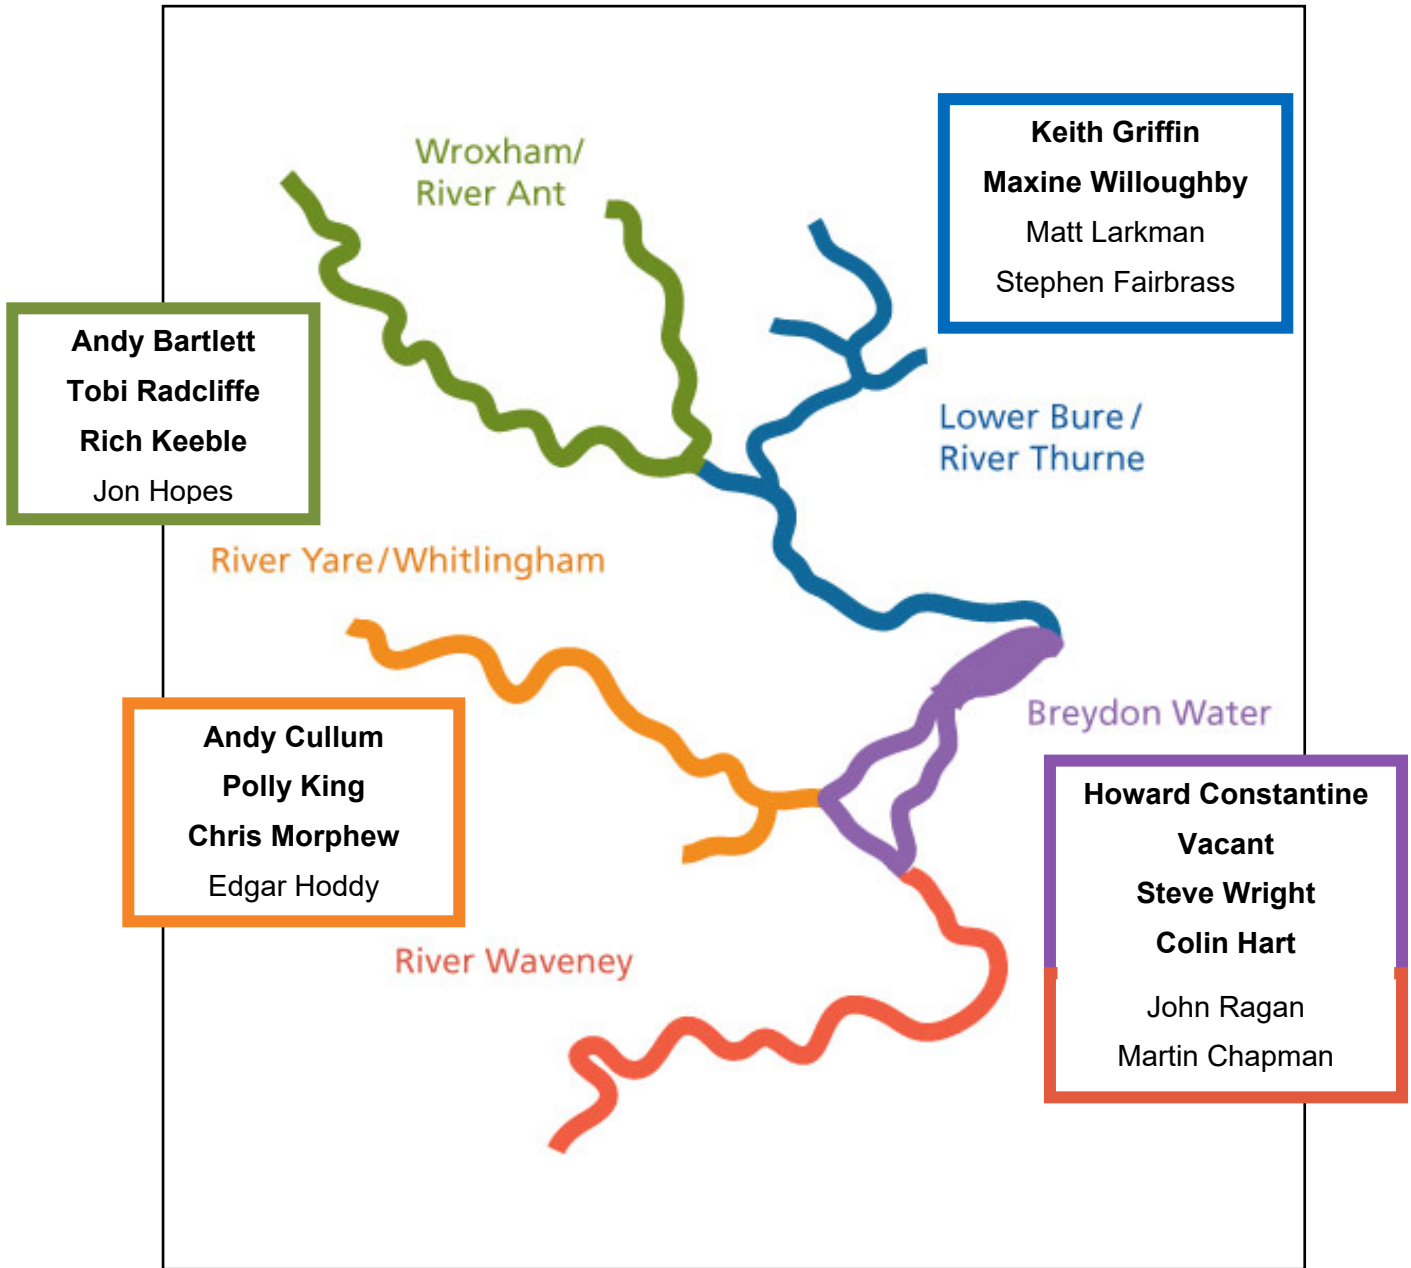 Wroxham/
River Ant
Keith Griffin
Maxine Willoughby
Matt Larkman
Stephen Fairbrass
Andy Bartlett
Tobi Radcliffe
Rich Keeble
Jon Hopes
Lower Bure /
River Thurne
River Yare/Whitlingham
Breydon Water
Andy Cullum
Polly King
Chris Morphew
Edgar Hoddy
Howard Constantine
Vacant
Steve Wright
Colin Hart
John Ragan
Martin Chapman
River Waveney